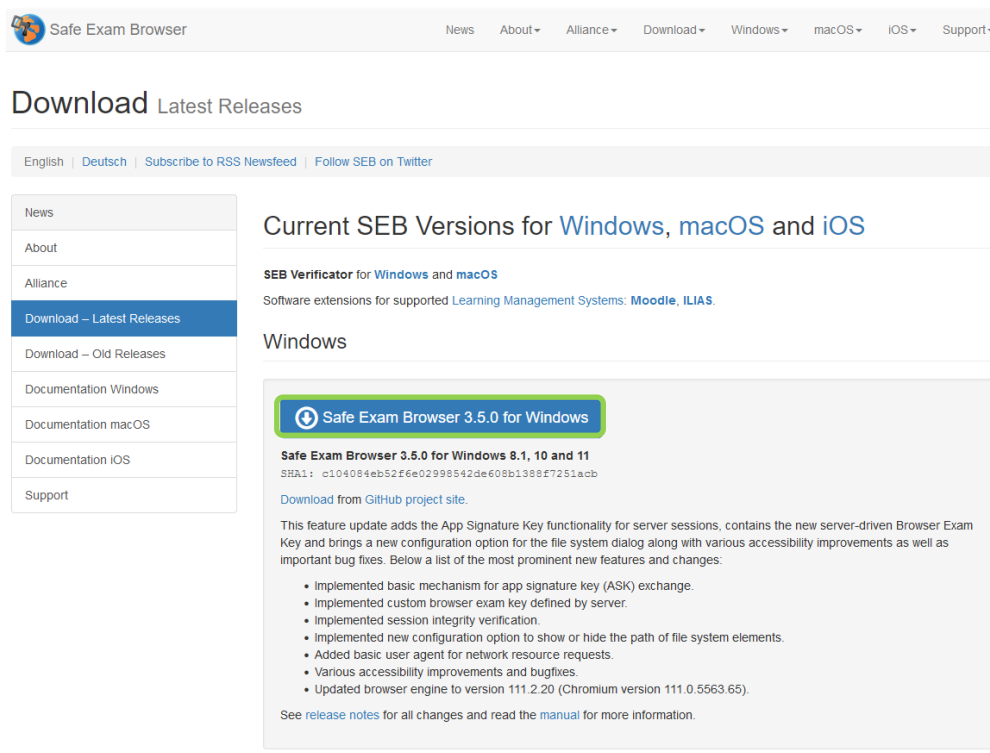 Safe Exam Browser
News About Alliance Download Windows macOS iOS Support
Download Latest Releases
English | Deutsch | Subscribe to RSS Newsfeed | Follow SEB on Twitter
News
About
Alliance
Download – Latest Releases
Download – Old Releases
Documentation Windows
Documentation macOS
Documentation iOS
Support
Current SEB Versions for Windows, macOS and iOS
SEB Verificator for Windows and macOS
Software extensions for supported Learning Management Systems: Moodle, ILIAS.
Windows
Safe Exam Browser 3.5.0 for Windows
Safe Exam Browser 3.5.0 for Windows 8.1, 10 and 11
SHA1: c104084eb52f6e02998542de608b1388f7251acb
Download from GitHub project site.
This feature update adds the App Signature Key functionality for server sessions, contains the new server-driven Browser Exam
Key and brings a new configuration option for the file system dialog along with various accessibility improvements as well as
important bug fixes. Below a list of the most prominent new features and changes:
• Implemented basic mechanism for app signature key (ASK) exchange.
• Implemented custom browser exam key defined by server.
• Implemented session integrity verification.
• Implemented new configuration option to show or hide the path of file system elements.
• Added basic user agent for network resource requests.
• Various accessibility improvements and bugfixes.
• Updated browser engine to version 111.2.20 (Chromium version 111.0.5563.65).
See release notes for all changes and read the manual for more information.